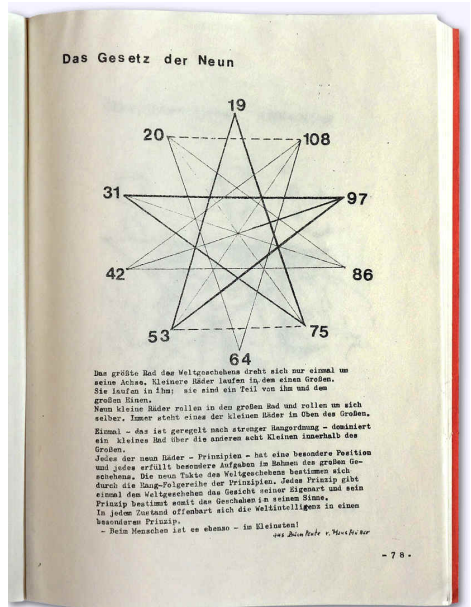 Das Gesetz der Neun
19
20
108
31
97
42
86
53
75
64
Das größte Rad des Weltgeschehens dreht sich nur einmal um
seine Achse. Kleinere Räder laufen in dem einen Großen.
Sie laufen in ihm; sie sind ein Teil von ihm und dem
großen Einen.
Neun kleine Räder rollen in den großen Rad und rollen um sich
selber. Immer steht eines der kleinen Räder im Oben des Großen.
Einmal - das ist geregelt nach strenger Rangordnung - dominiert
ein kleines Rad über die anderen acht Kleinen innerhalb des
Großen.
Jedes der neun Räder - Prinzipien - hat eine besondere Position
und jedes erfüllt besondere Aufgaben im Rahmen des großen Ge-
schehens. Die neun Takte des Weltgeschehens bestimmen sich
durch die Rang-Folgereihe der Prinzipien. Jedes Prinzip gibt
einmal dem Weltgeschehen das Gesicht seiner Eigenart und sein
Prinzip bestimmt somit das Geschehen in seinem Sinne.
In jedem Zustand offenbart sich die Weltintelligenz in einem
besonderem Prinzip.
- Beim Menschen ist es ebenso - im Kleinsten!
aus v.
-78-